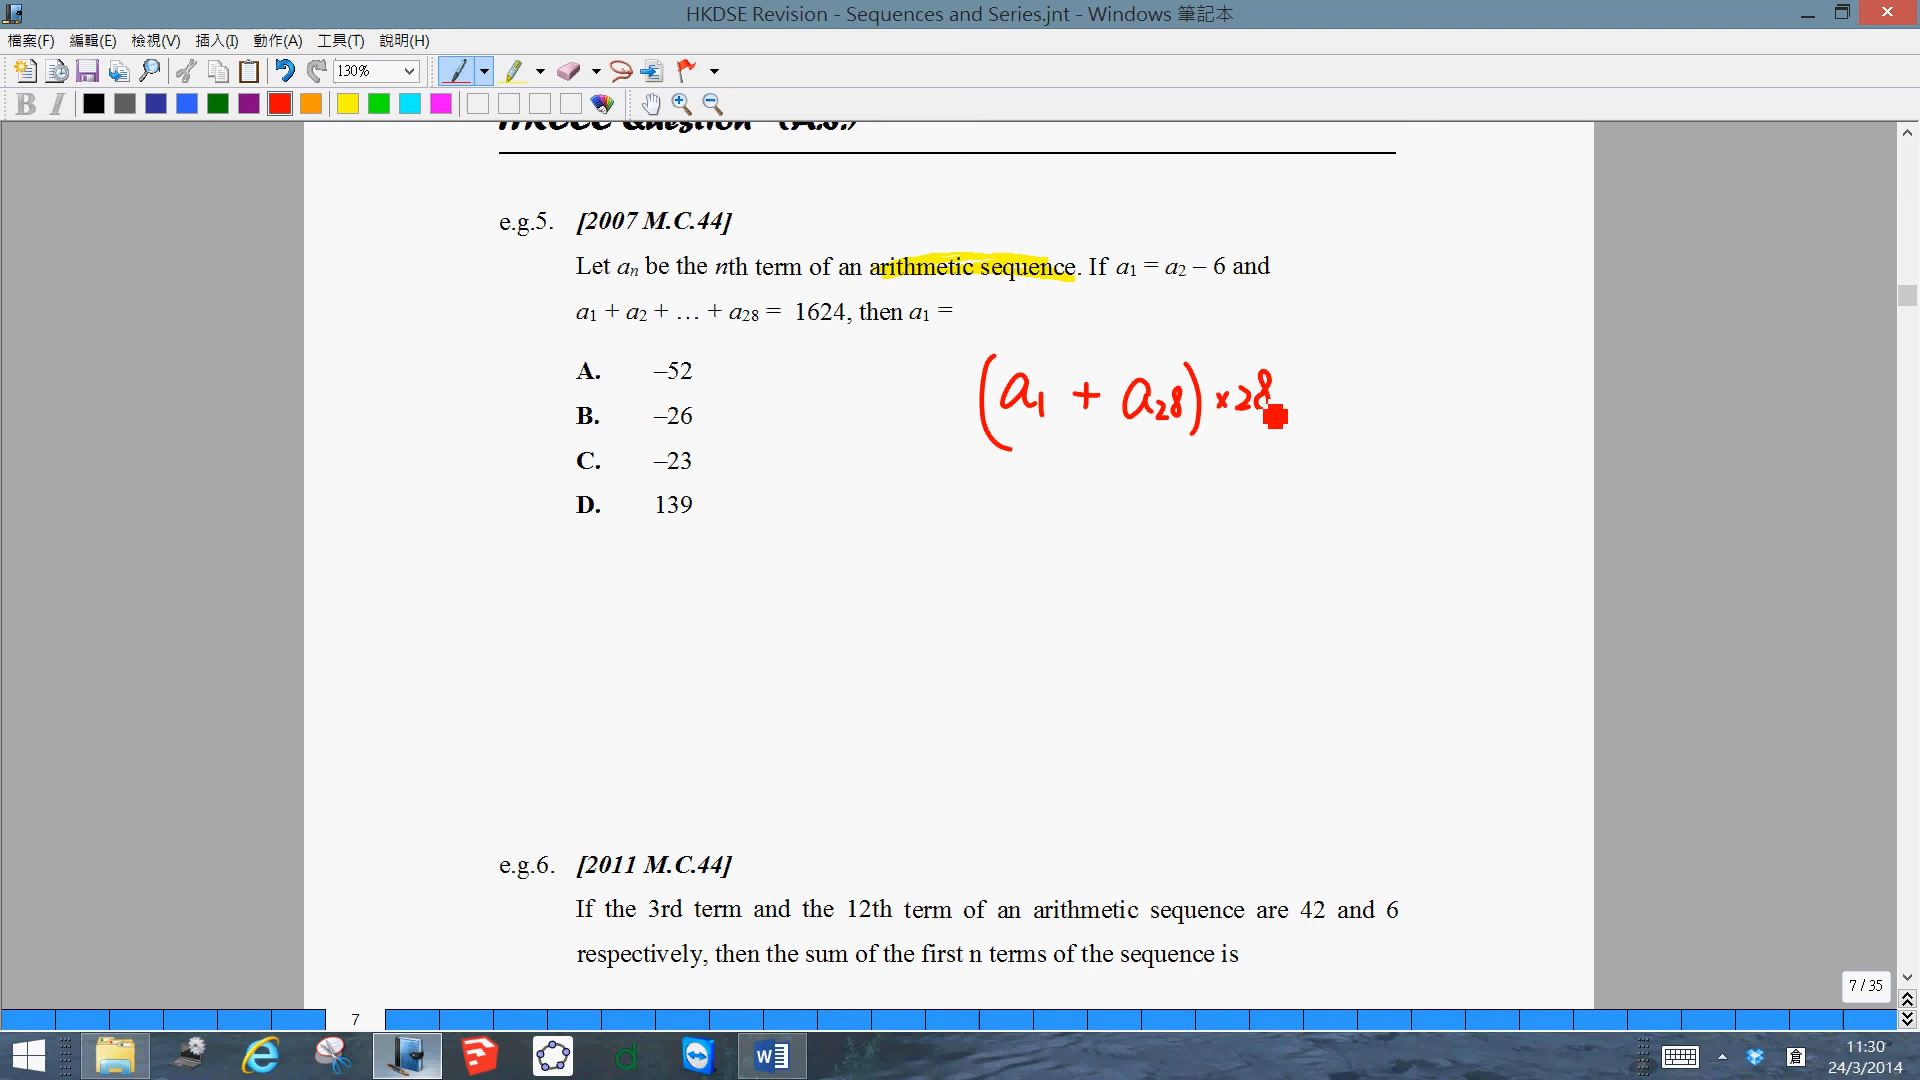 HKDSE Revision - Sequences and Series.jnt - Windows 筆記本
檔案(F) 編輯(E) 檢視(V) 插入(I) 動作(A) 工具(T) 說明(H)
130%
B I
HKCEE Question (A.S.)
e.g.5. [2007 M.C.44]
Let an be the nth term of an arithmetic sequence. If a1 = a2 – 6 and
a1 + a2 + … + a28 = 1624, then a1 =
A. –52
B. –26
C. –23
D. 139
(a1 + a28) × 28
e.g.6. [2011 M.C.44]
If the 3rd term and the 12th term of an arithmetic sequence are 42 and 6
respectively, then the sum of the first n terms of the sequence is
7 / 35
7
倉
11:30
24/3/2014